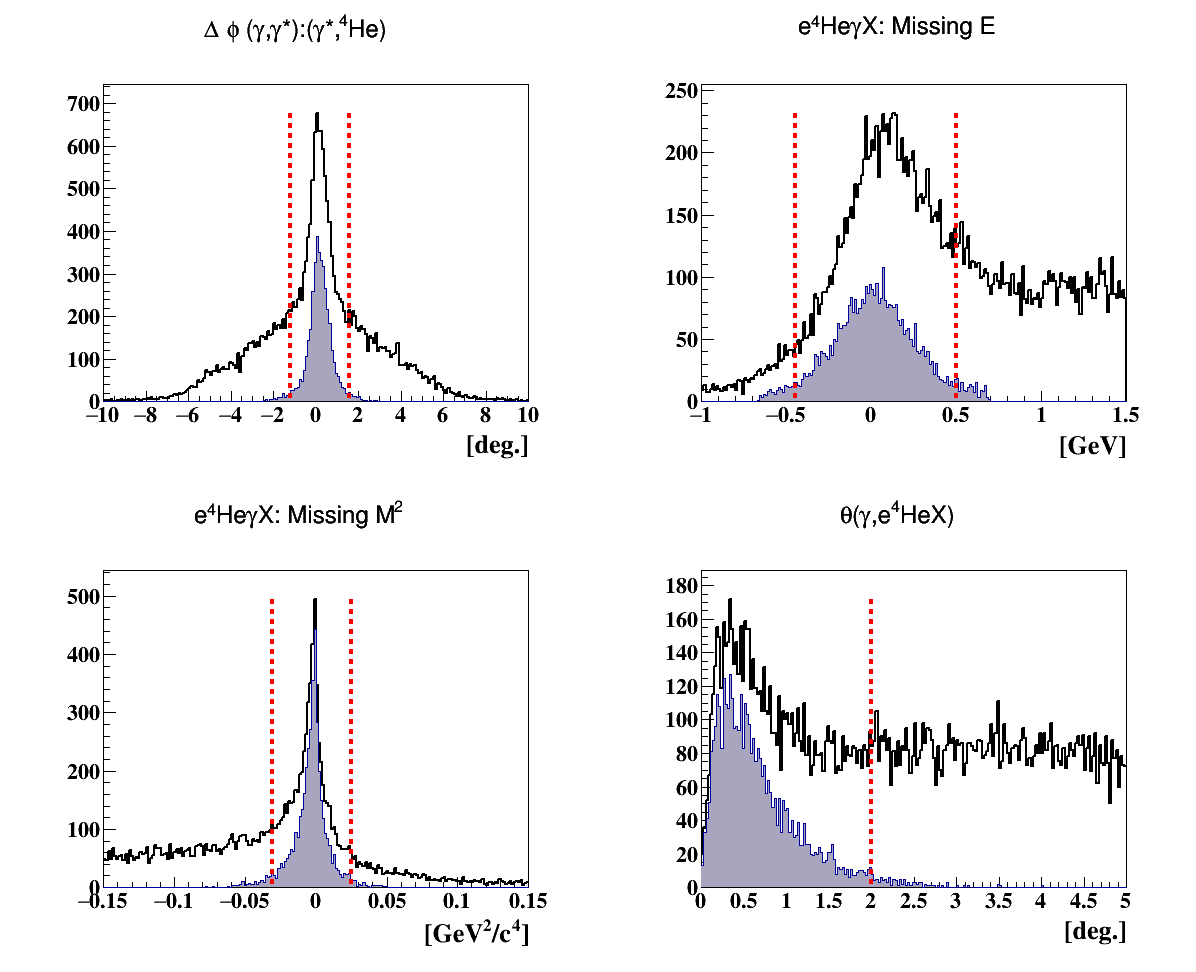 Δ ϕ (γ,γ*):(γ*,⁴He)
700
600
500
400
300
200
100
0
−10 −8 −6 −4 −2 0 2 4 6 8 10
[deg.]
e⁴HeγX: Missing E
250
200
150
100
50
0
−1 −0.5 0 0.5 1 1.5
[GeV]
e⁴HeγX: Missing M²
500
400
300
200
100
0
−0.15 −0.1 −0.05 0 0.05 0.1 0.15
[GeV²/c⁴]
θ(γ,e⁴HeX)
180
160
140
120
100
80
60
40
20
0
0 0.5 1 1.5 2 2.5 3 3.5 4 4.5 5
[deg.]